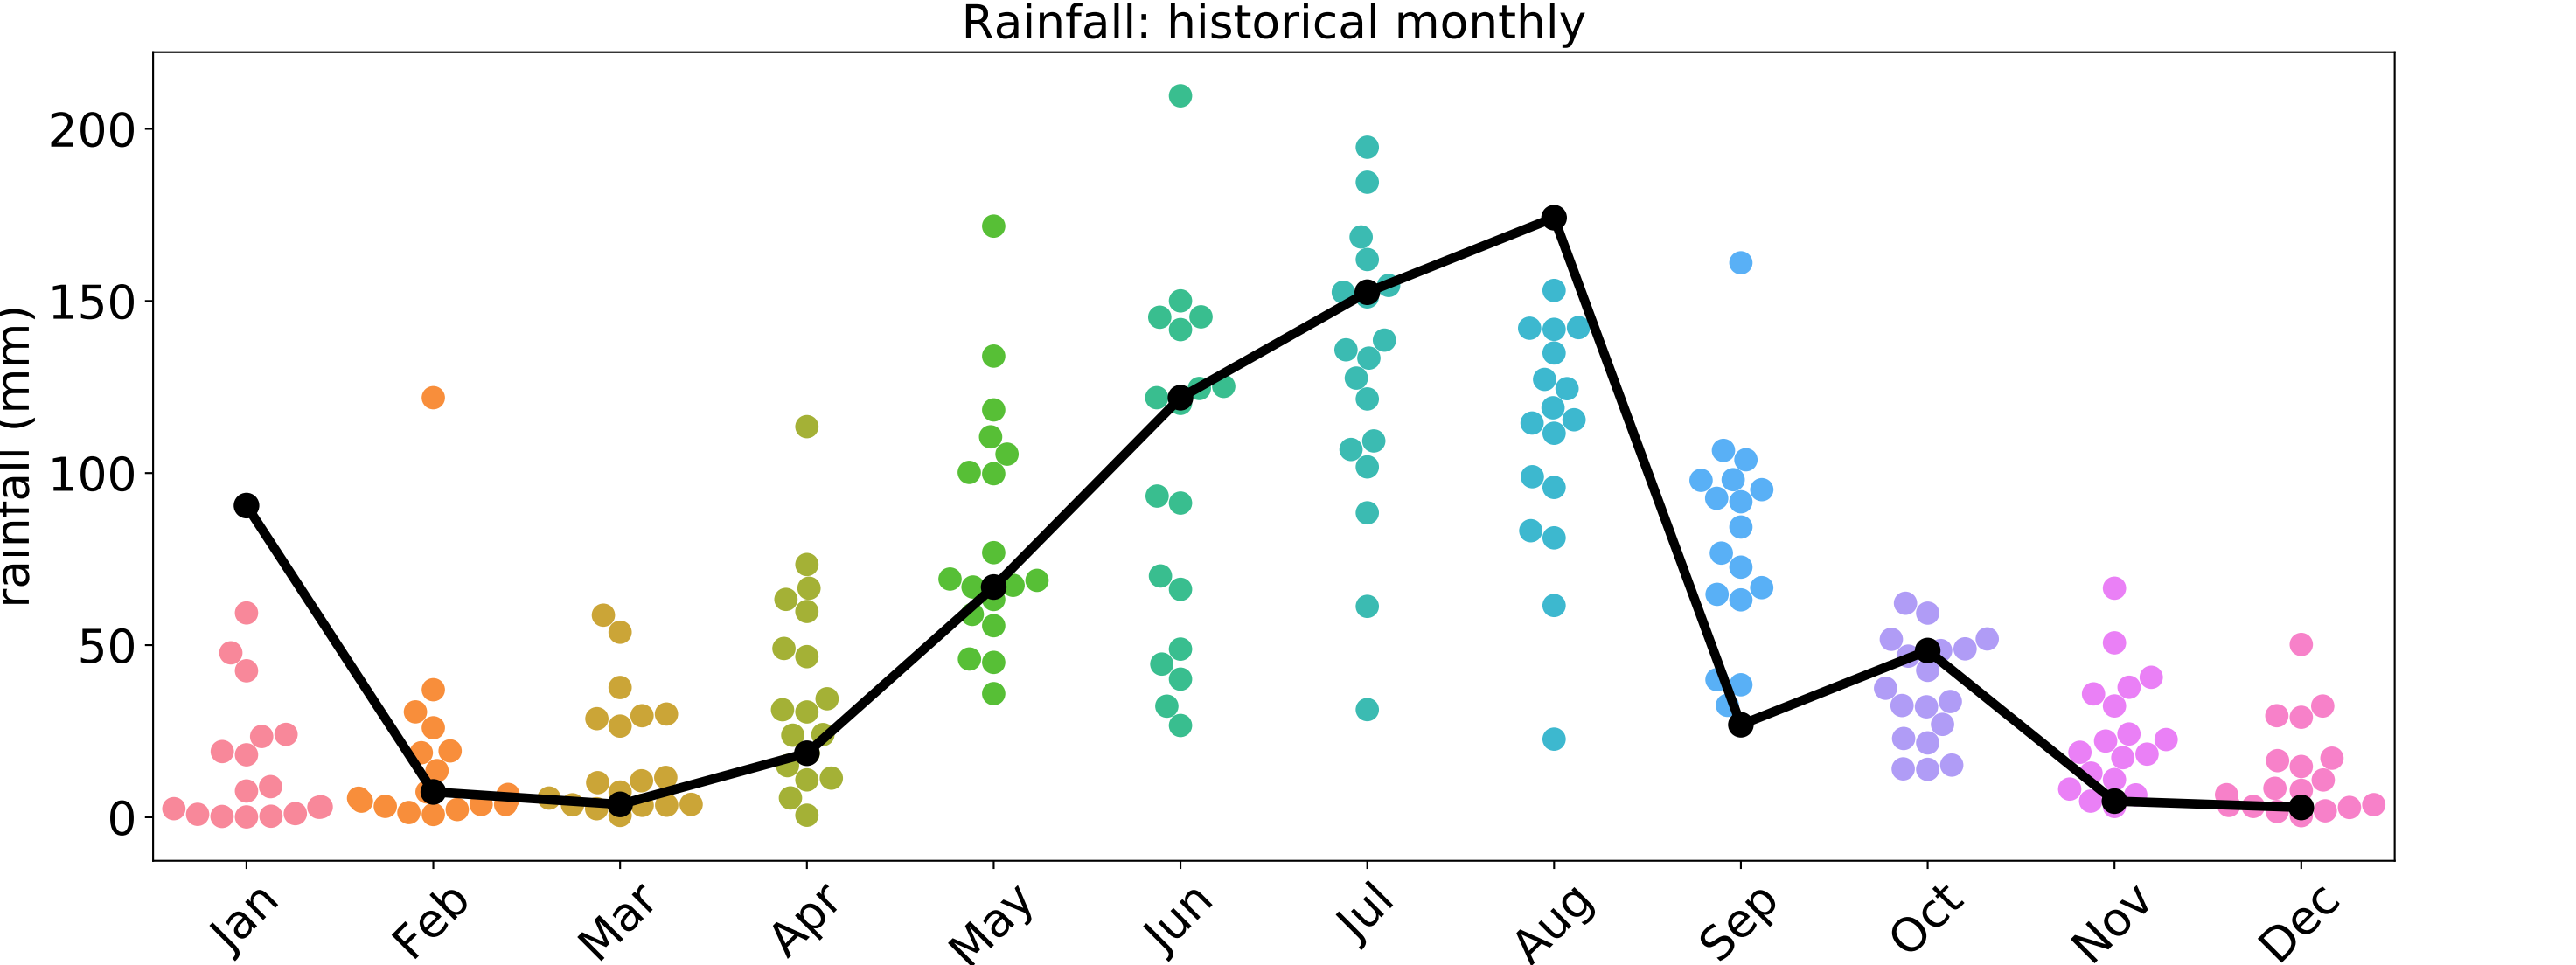 Rainfall: historical monthly
rainfall (mm)
200
150
100
50
0
Jan
Feb
Mar
Apr
May
Jun
Jul
Aug
Sep
Oct
Nov
Dec